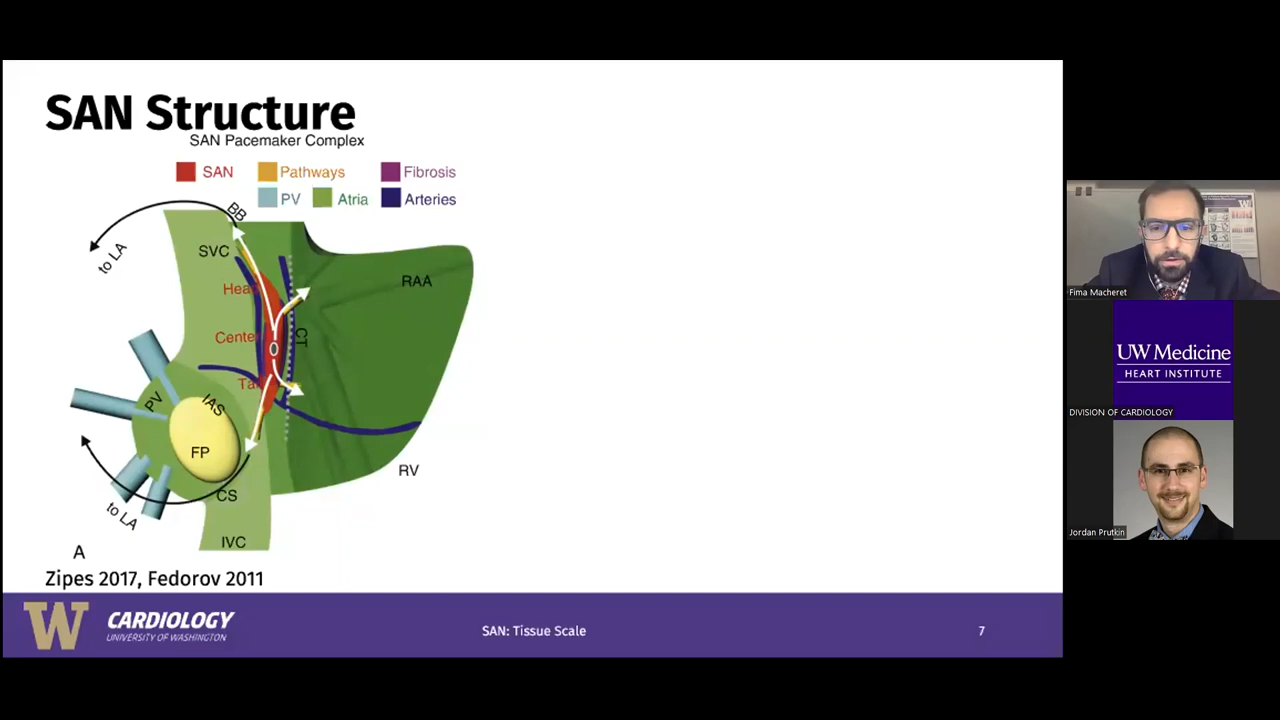 SAN Structure
SAN Pacemaker Complex
SAN Pathways Fibrosis
PV Atria Arteries
BB
to LA
SVC
RAA
Head
Center
CT
Tail
PV
IAS
FP
RV
CS
to LA
IVC
A
Zipes 2017, Fedorov 2011
W CARDIOLOGY
UNIVERSITY OF WASHINGTON
SAN: Tissue Scale
7
Fima Macheret
UW Medicine
HEART INSTITUTE
DIVISION OF CARDIOLOGY
Jordan Prutkin